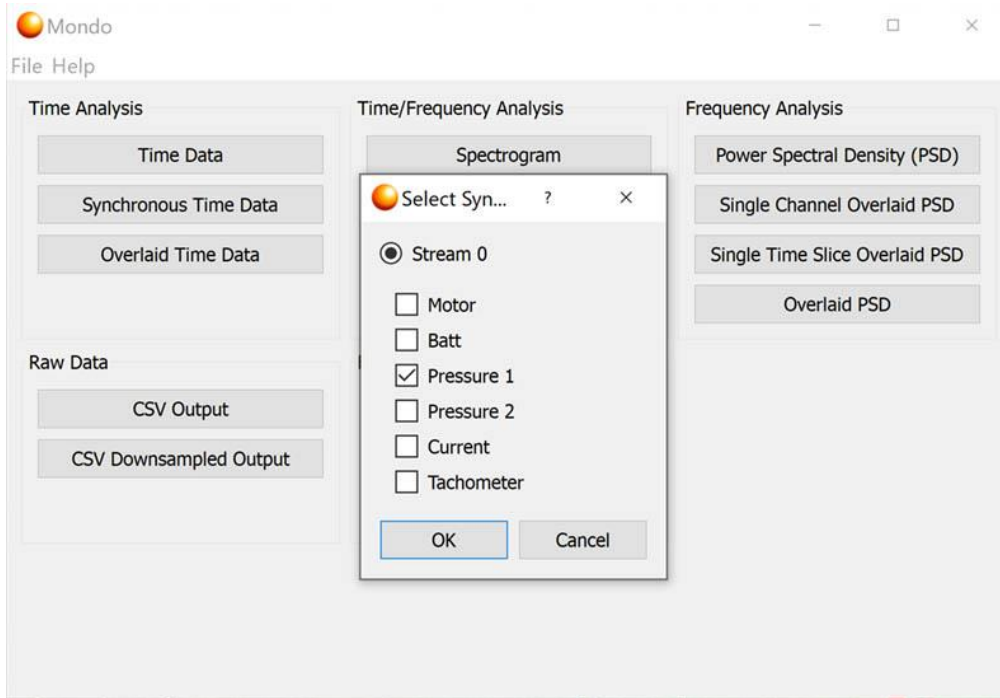 Mondo
File Help
Time Analysis
Time Data
Synchronous Time Data
Overlaid Time Data
Time/Frequency Analysis
Spectrogram
Frequency Analysis
Power Spectral Density (PSD)
Single Channel Overlaid PSD
Single Time Slice Overlaid PSD
Overlaid PSD
Raw Data
CSV Output
CSV Downsampled Output
Select Syn... ?
Stream 0
Motor
Batt
Pressure 1
Pressure 2
Current
Tachometer
OK
Cancel